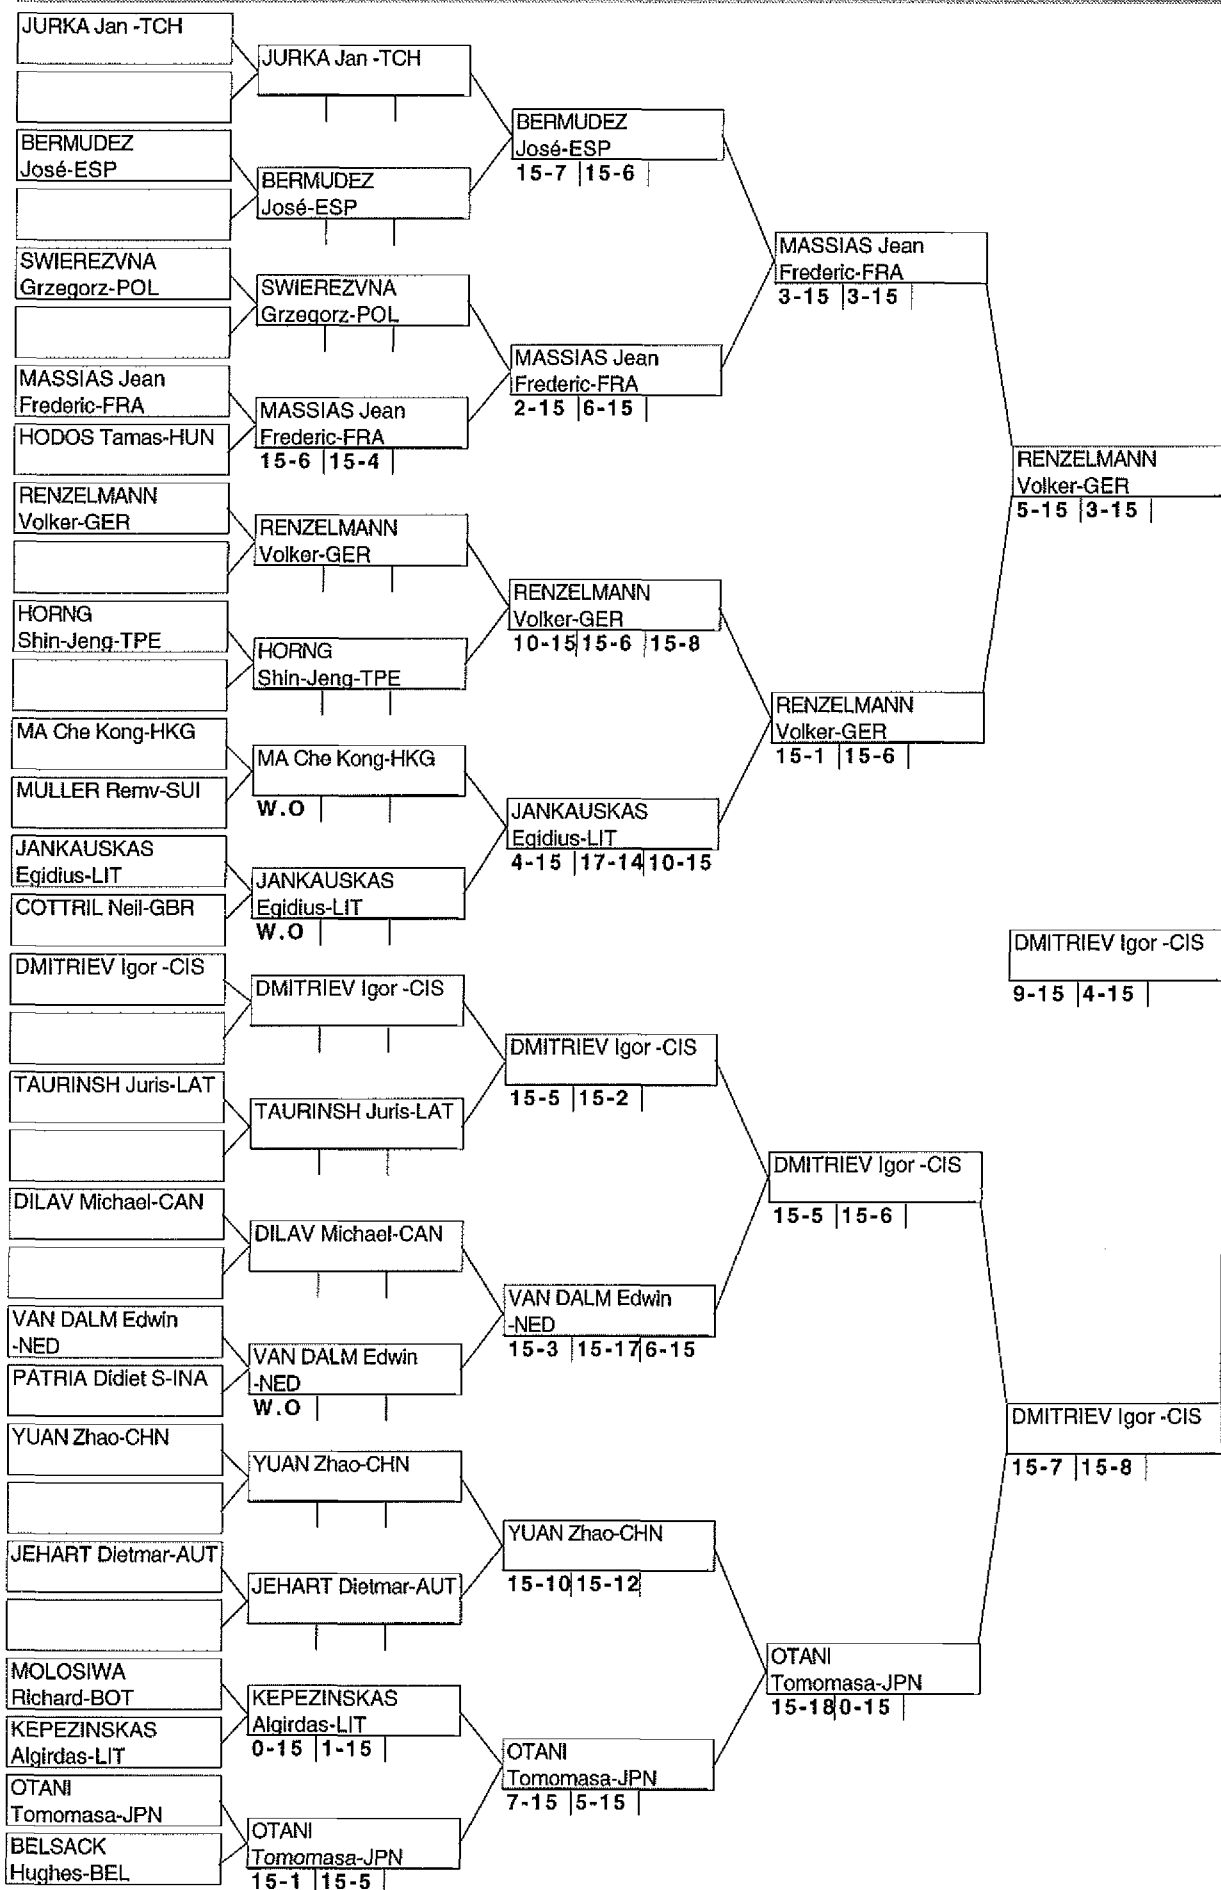 JURKA Jan -TCH
BERMUDEZ
José-ESP
SWIEREZVNA
Grzegorz-POL
MASSIAS Jean
Frederic-FRA
HODOS Tamas-HUN
RENZELMANN
Volker-GER
HORNG
Shin-Jeng-TPE
MA Che Kong-HKG
MULLER Remv-SUI
JANKAUSKAS
Egidius-LIT
COTTRIL Neil-GBR
DMITRIEV Igor -CIS
TAURINSH Juris-LAT
DILAV Michael-CAN
VAN DALM Edwin
-NED
PATRIA Didiet S-INA
YUAN Zhao-CHN
JEHART Dietmar-AUT
MOLOSIWA
Richard-BOT
KEPEZINSKAS
Algirdas-LIT
OTANI
Tomomasa-JPN
BELSACK
Hughes-BEL
JURKA Jan -TCH
BERMUDEZ
José-ESP
SWIEREZVNA
Grzegorz-POL
MASSIAS Jean
Frederic-FRA
15-6 15-4
RENZELMANN
Volker-GER
HORNG
Shin-Jeng-TPE
MA Che Kong-HKG
W.O
JANKAUSKAS
Egidius-LIT
W.O
DMITRIEV Igor -CIS
TAURINSH Juris-LAT
DILAV Michael-CAN
VAN DALM Edwin
-NED
W.O
YUAN Zhao-CHN
JEHART Dietmar-AUT
KEPEZINSKAS
Algirdas-LIT
0-15 1-15
OTANI
Tomomasa-JPN
15-1 15-5
BERMUDEZ
José-ESP
15-7 15-6
MASSIAS Jean
Frederic-FRA
2-15 6-15
RENZELMANN
Volker-GER
10-15 15-6 15-8
JANKAUSKAS
Egidius-LIT
4-15 17-14 10-15
DMITRIEV Igor -CIS
15-5 15-2
VAN DALM Edwin
-NED
15-3 15-17 6-15
YUAN Zhao-CHN
15-10 15-12
OTANI
Tomomasa-JPN
7-15 5-15
MASSIAS Jean
Frederic-FRA
3-15 3-15
RENZELMANN
Volker-GER
15-1 15-6
DMITRIEV Igor -CIS
15-5 15-6
OTANI
Tomomasa-JPN
15-18 0-15
RENZELMANN
Volker-GER
5-15 3-15
DMITRIEV Igor -CIS
9-15 4-15
DMITRIEV Igor -CIS
15-7 15-8